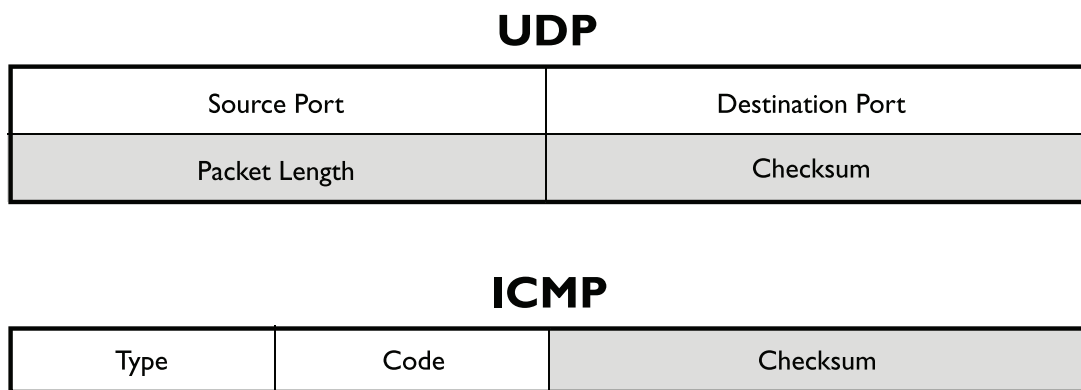 UDP
Source Port Destination Port
Packet Length Checksum
ICMP
Type Code Checksum